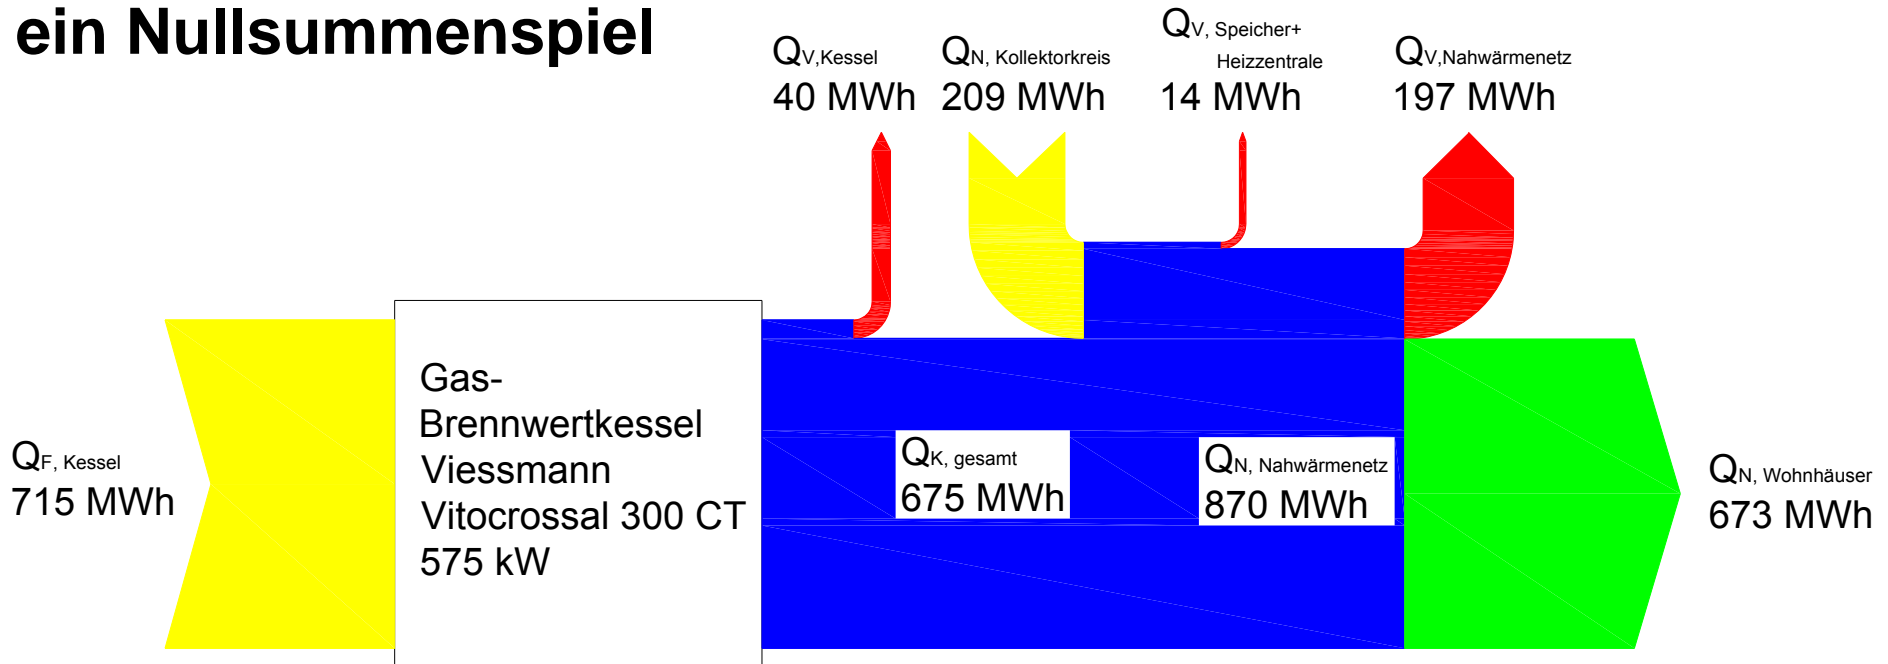 ein Nullsummenspiel
QV,Kessel
40 MWh
QN, Kollektorkreis
209 MWh
QV, Speicher+
Heizzentrale
14 MWh
QV,Nahwärmenetz
197 MWh
QF, Kessel
715 MWh
Gas-
Brennwertkessel
Viessmann
Vitocrossal 300 CT
575 kW
QK, gesamt
675 MWh
QN, Nahwärmenetz
870 MWh
QN, Wohnhäuser
673 MWh